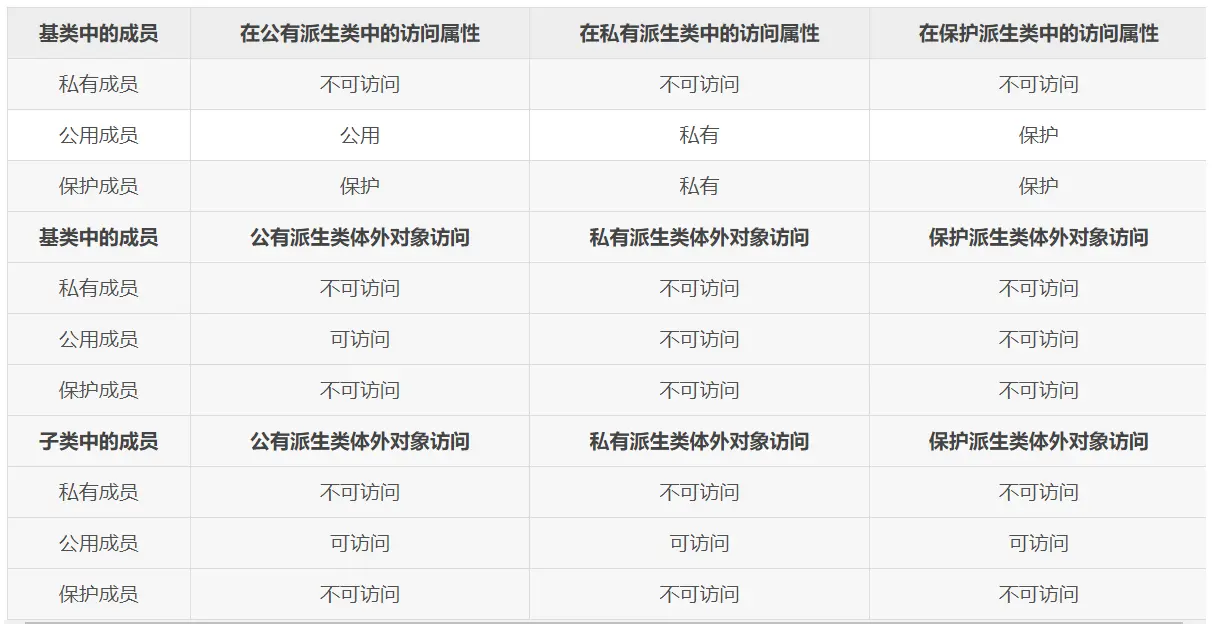 基类中的成员 在公有派生类中的访问属性 在私有派生类中的访问属性 在保护派生类中的访问属性
私有成员 不可访问 不可访问 不可访问
公用成员 公用 私有 保护
保护成员 保护 私有 保护
基类中的成员 公有派生类体外对象访问 私有派生类体外对象访问 保护派生类体外对象访问
私有成员 不可访问 不可访问 不可访问
公用成员 可访问 不可访问 不可访问
保护成员 不可访问 不可访问 不可访问
子类中的成员 公有派生类体外对象访问 私有派生类体外对象访问 保护派生类体外对象访问
私有成员 不可访问 不可访问 不可访问
公用成员 可访问 可访问 可访问
保护成员 不可访问 不可访问 不可访问